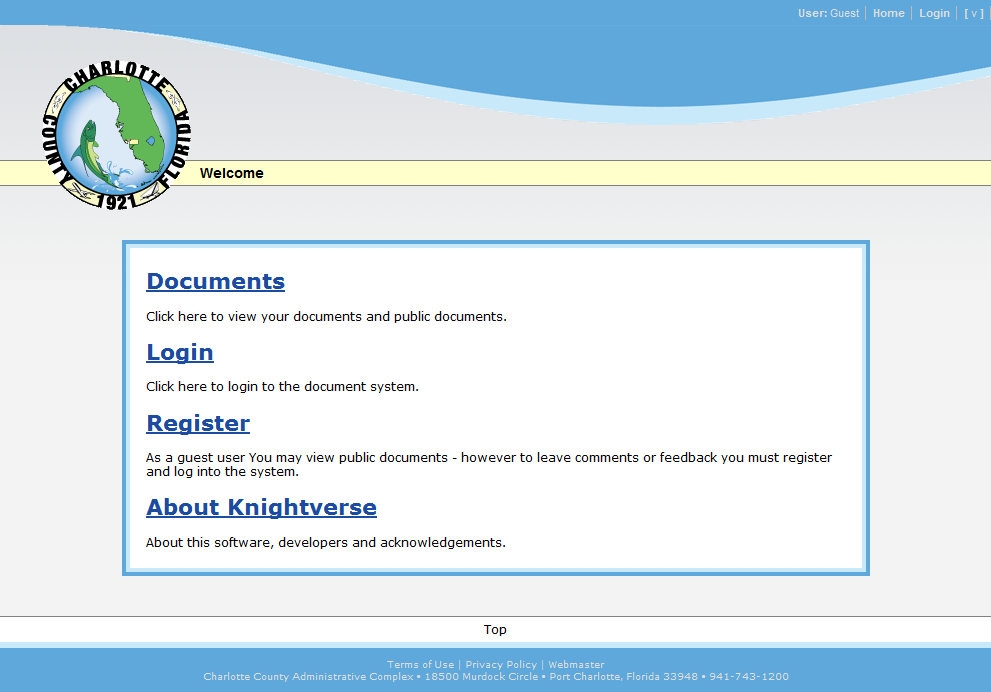 User: Guest | Home | Login | [ v ]
CHARLOTTE
COUNTY
FLORIDA
1921
Welcome
Documents
Click here to view your documents and public documents.
Login
Click here to login to the document system.
Register
As a guest user You may view public documents - however to leave comments or feedback you must register
and log into the system.
About Knightverse
About this software, developers and acknowledgements.
Top
Terms of Use | Privacy Policy | Webmaster
Charlotte County Administrative Complex • 18500 Murdock Circle • Port Charlotte, Florida 33948 • 941-743-1200